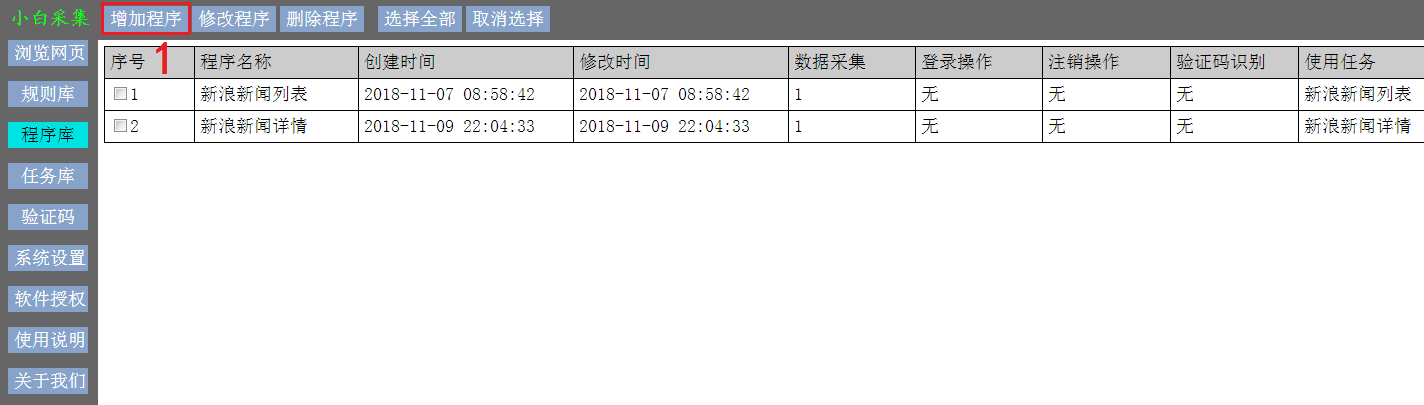 小白采集 增加程序 修改程序 删除程序 选择全部 取消选择
浏览网页
规则库
程序库
任务库
验证码
系统设置
软件授权
使用说明
关于我们
1
序号 程序名称 创建时间 修改时间 数据采集 登录操作 注销操作 验证码识别 使用任务
1 新浪新闻列表 2018-11-07 08:58:42 2018-11-07 08:58:42 1 无 无 无 新浪新闻列表
2 新浪新闻详情 2018-11-09 22:04:33 2018-11-09 22:04:33 1 无 无 无 新浪新闻详情